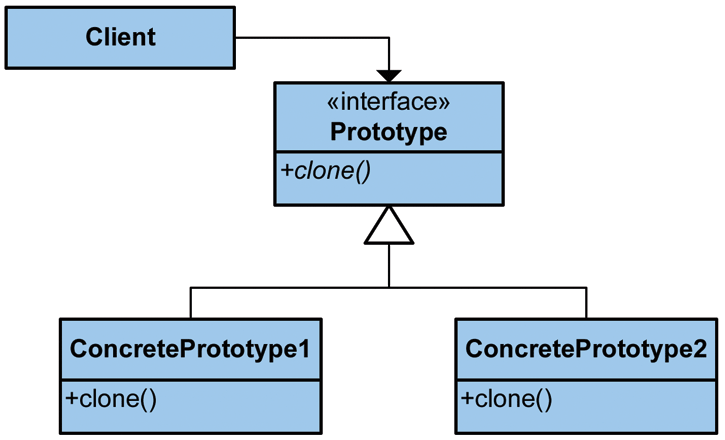 Client
«interface»
Prototype
+clone()
ConcretePrototype1
+clone()
ConcretePrototype2
+clone()